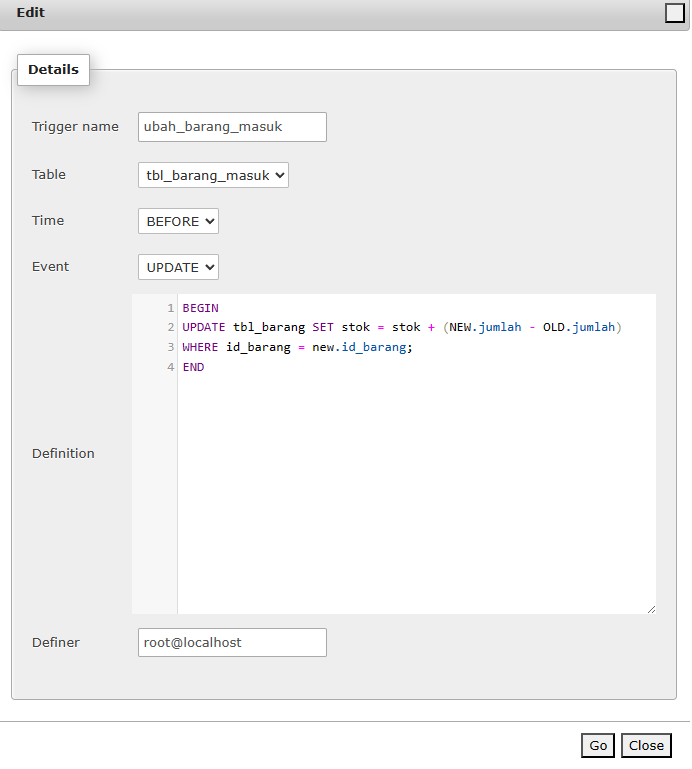 Edit
Details
Trigger name
ubah_barang_masuk
Table
tbl_barang_masuk
Time
BEFORE
Event
UPDATE
Definition
1 BEGIN
2 UPDATE tbl_barang SET stok = stok + (NEW.jumlah - OLD.jumlah)
3 WHERE id_barang = new.id_barang;
4 END
Definer
root@localhost
Go Close